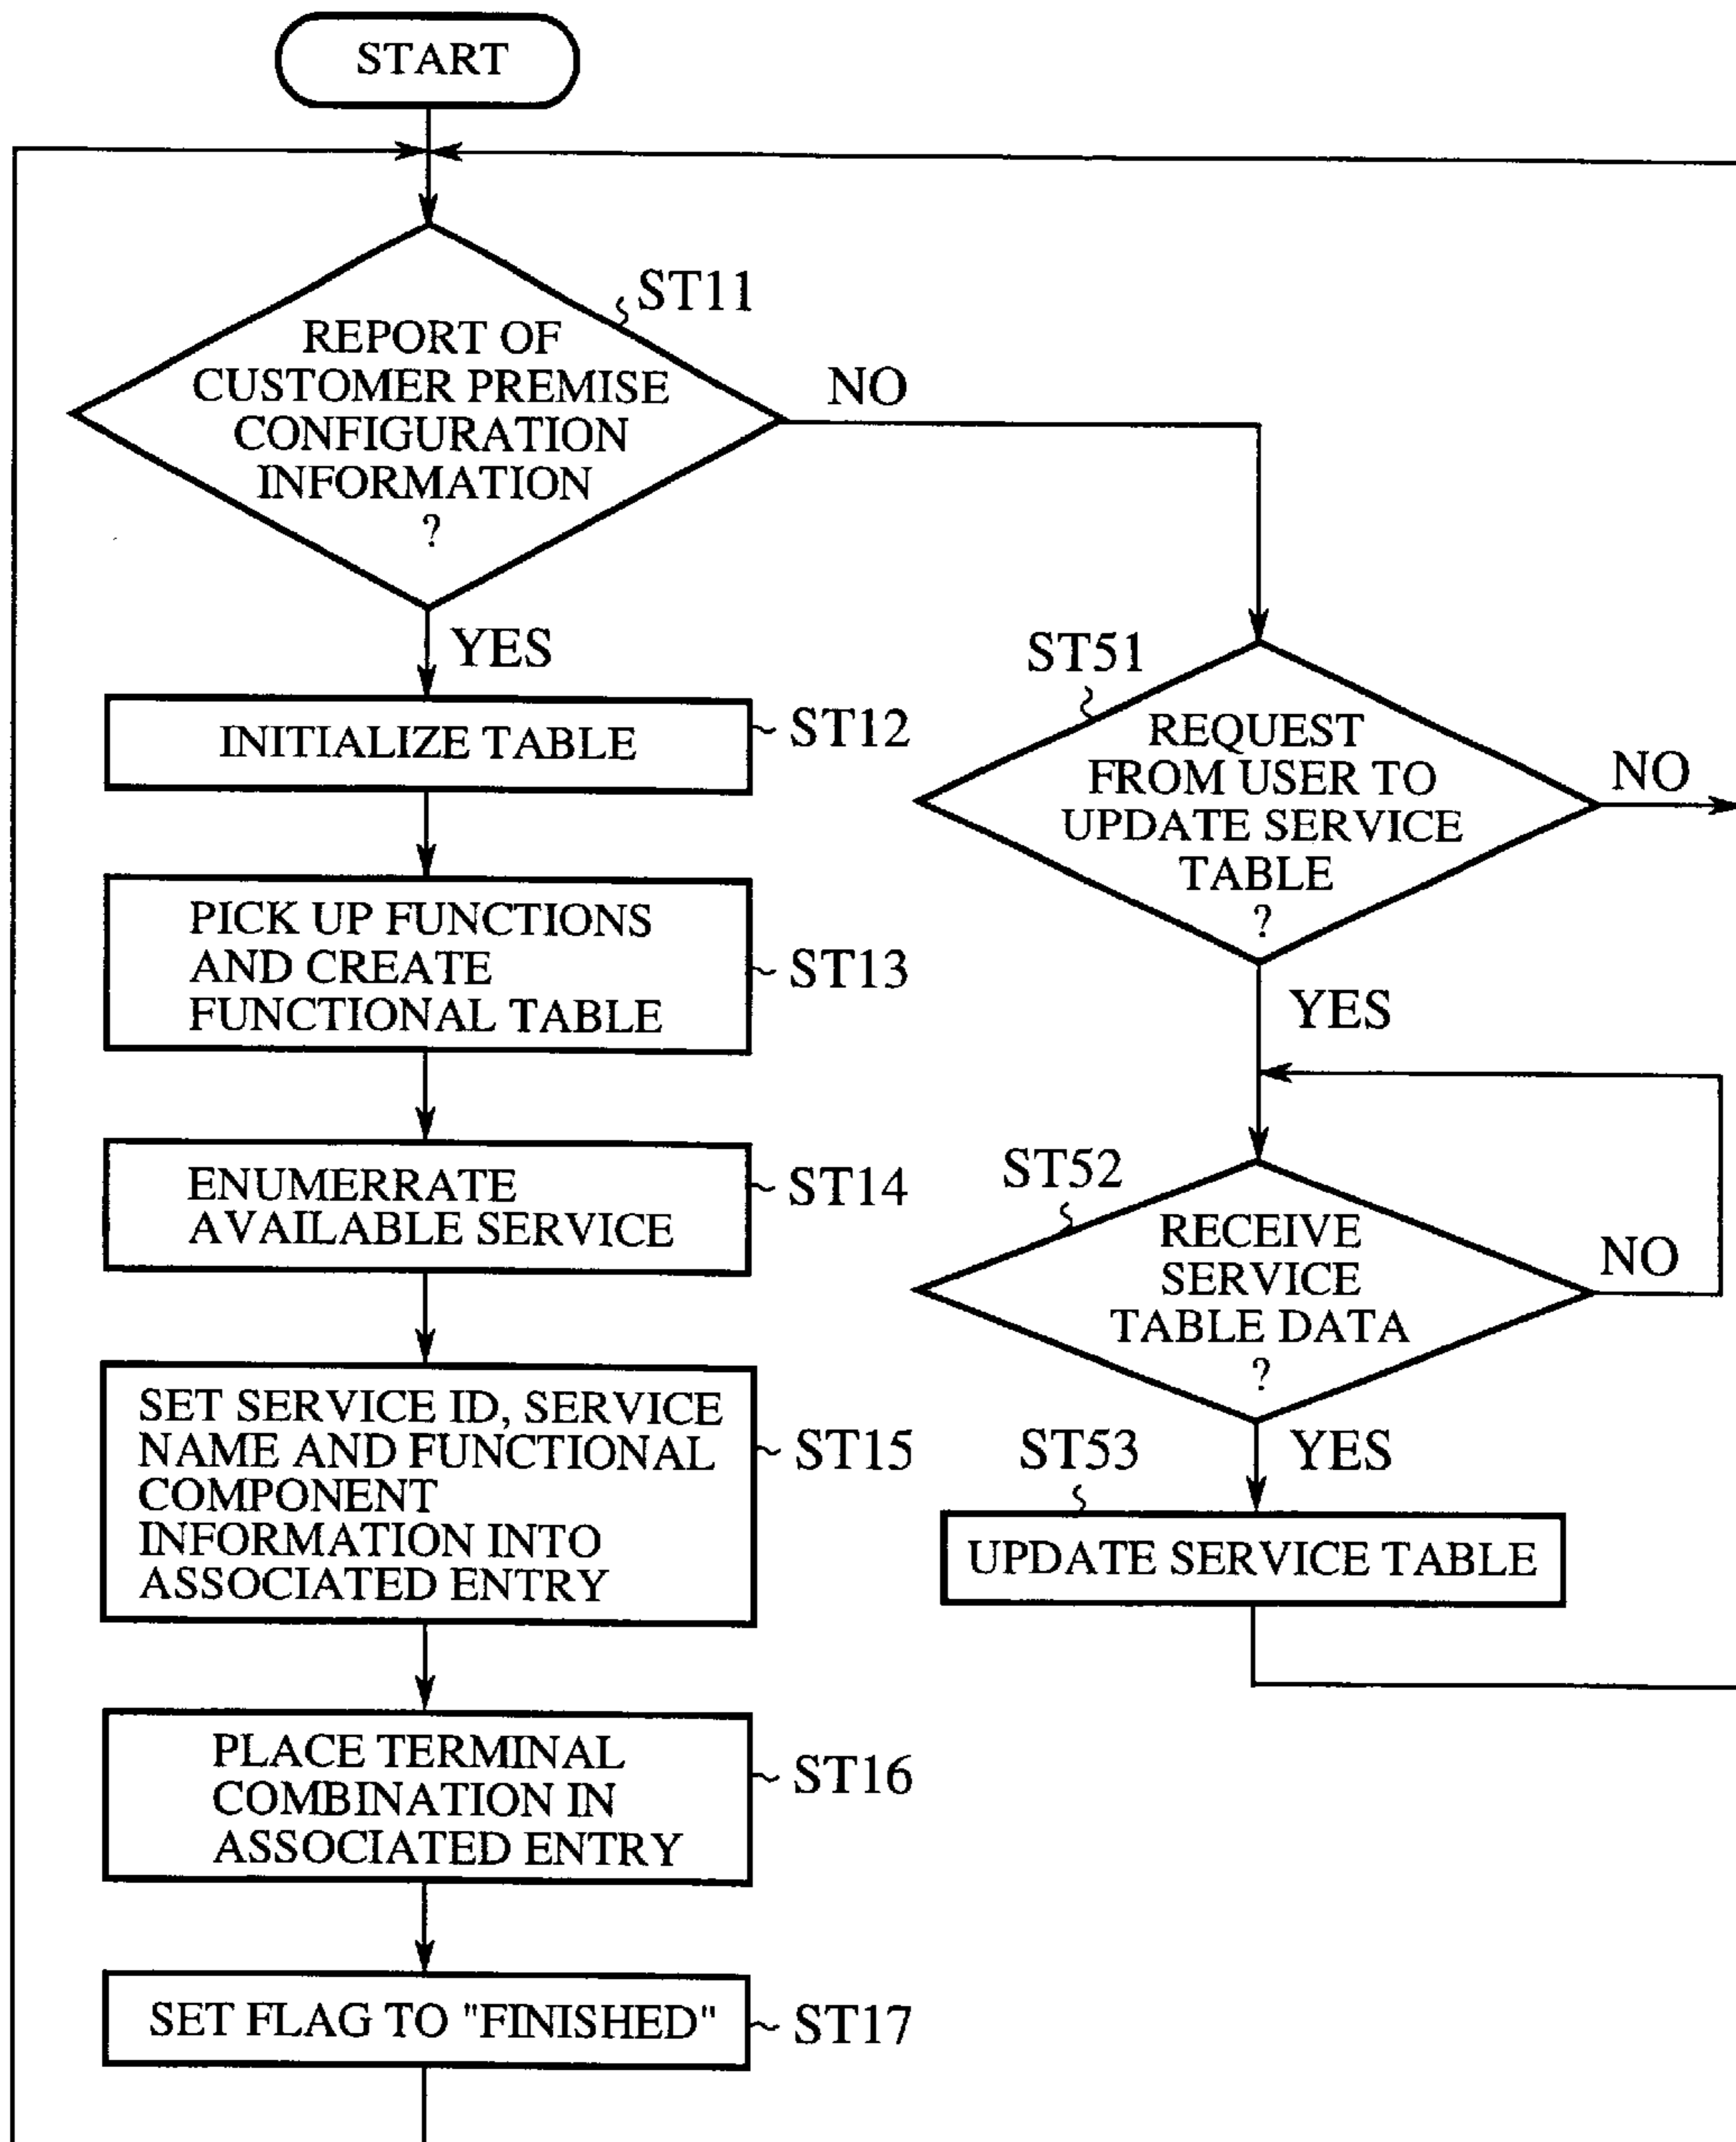 START
ST11
REPORT OF
CUSTOMER PREMISE
CONFIGURATION
INFORMATION
?
NO
YES
INITIALIZE TABLE
ST12
PICK UP FUNCTIONS
AND CREATE
FUNCTIONAL TABLE
ST13
ENUMERRATE
AVAILABLE SERVICE
ST14
SET SERVICE ID, SERVICE
NAME AND FUNCTIONAL
COMPONENT
INFORMATION INTO
ASSOCIATED ENTRY
ST15
PLACE TERMINAL
COMBINATION IN
ASSOCIATED ENTRY
ST16
SET FLAG TO "FINISHED"
ST17
ST51
REQUEST
FROM USER TO
UPDATE SERVICE
TABLE
?
NO
YES
ST52
RECEIVE
SERVICE
TABLE DATA
?
NO
YES
ST53
UPDATE SERVICE TABLE